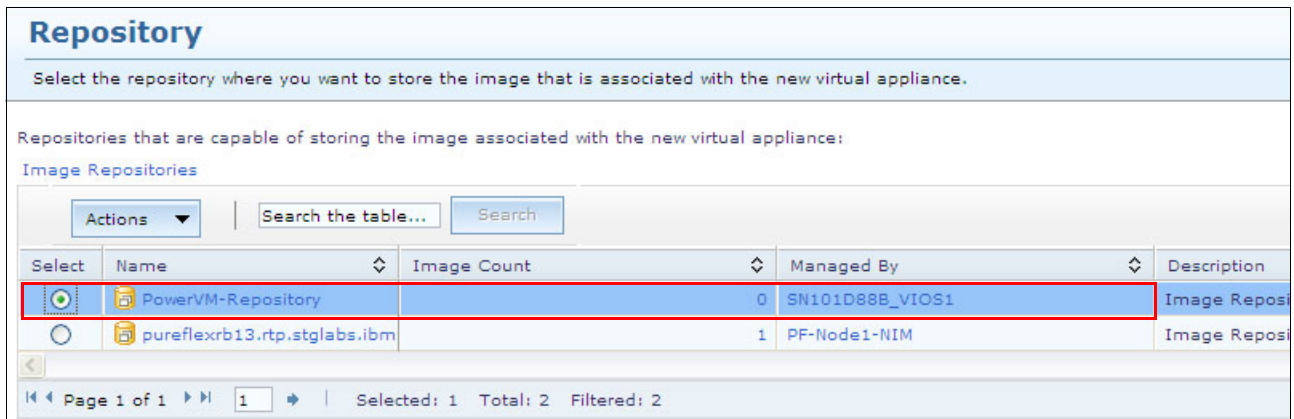 Repository
Select the repository where you want to store the image that is associated with the new virtual appliance.
Repositories that are capable of storing the image associated with the new virtual appliance:
Image Repositories
Actions Search the table... Search
Select Name Image Count Managed By Description
PowerVM-Repository 0 SN101D88B_VIOS1 Image Reposi
pureflexrb13.rtp.stglabs.ibm 1 PF-Node1-NIM Image Reposi
Page 1 of 1 1 Selected: 1 Total: 2 Filtered: 2